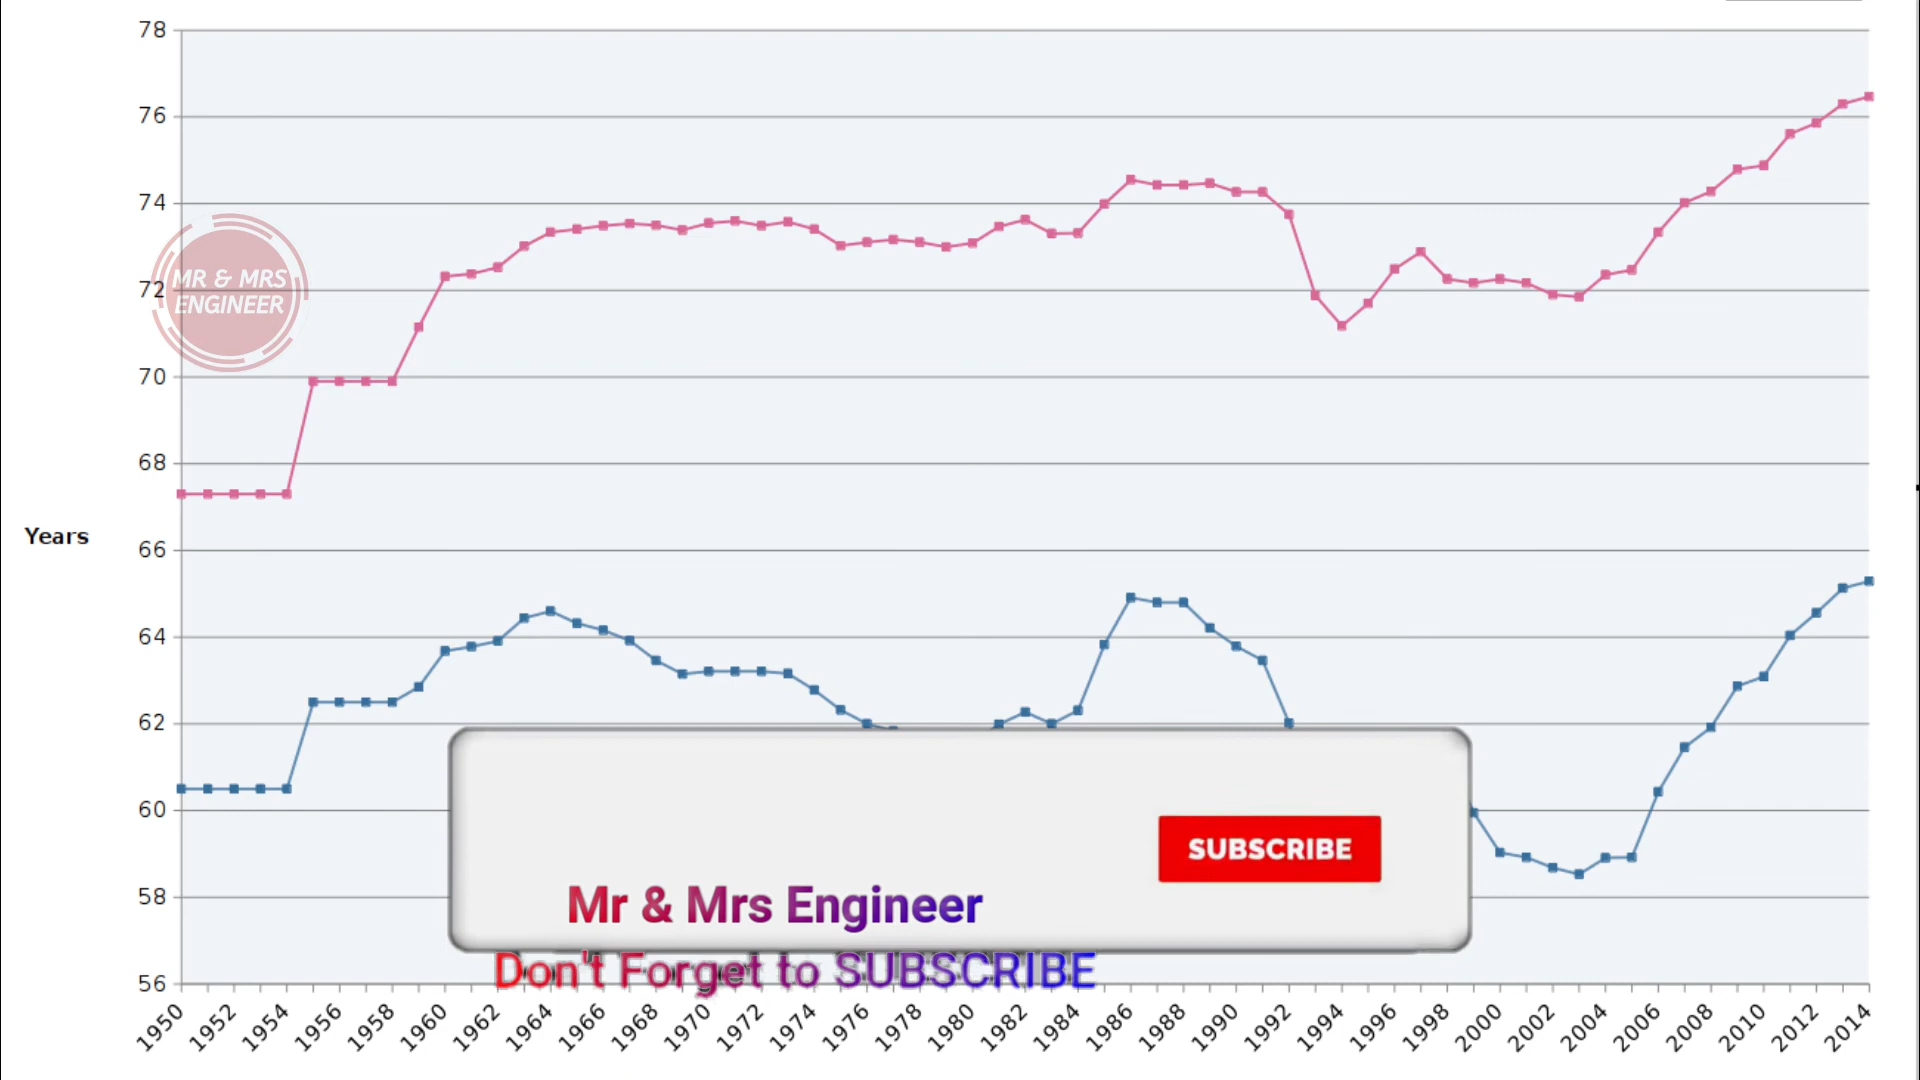 78
76
74
72
70
68
66
64
62
60
58
56
Years
MR & MRS
ENGINEER
SUBSCRIBE
Mr & Mrs Engineer
Don't Forget to SUBSCRIBE
1950 1952 1954 1956 1958 1960 1962 1964 1966 1968 1970 1972 1974 1976 1978 1980 1982 1984 1986 1988 1990 1992 1994 1996 1998 2000 2002 2004 2006 2008 2010 2012 2014